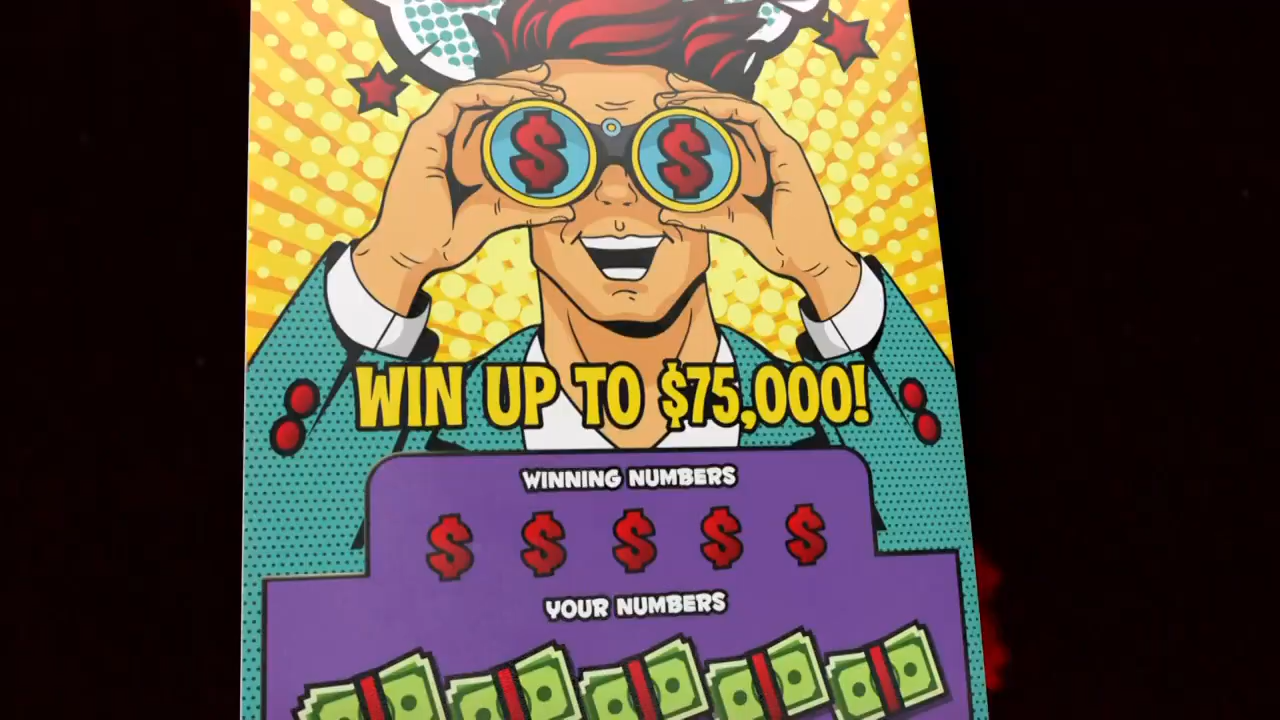 $ $
WIN UP TO $75,000!
WINNING NUMBERS
$ $ $ $ $
YOUR NUMBERS